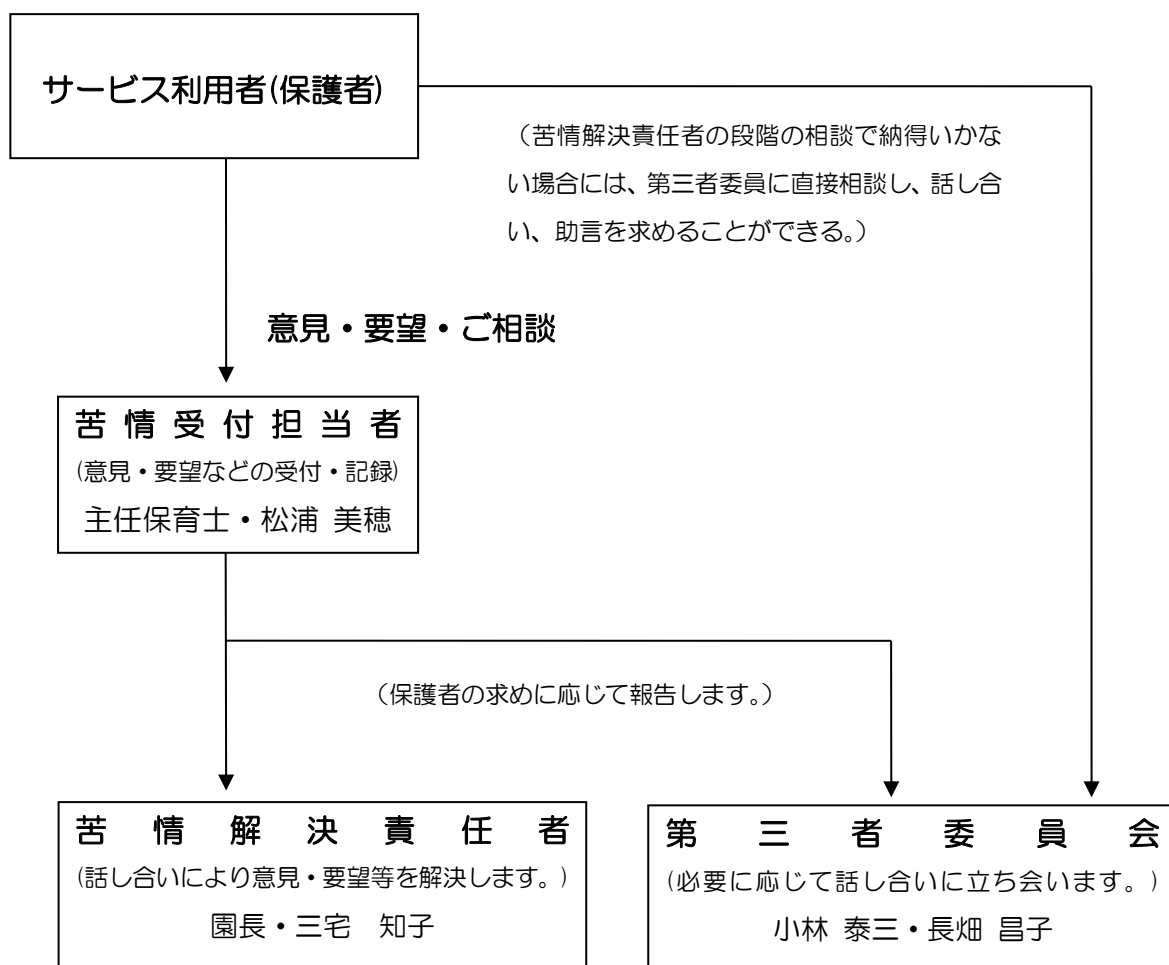 サービス利用者(保護者)
（苦情解決責任者の段階の相談で納得いかな
い場合には、第三者委員に直接相談し、話し合
い、助言を求めることができる。）
意見・要望・ご相談
苦情受付担当者
(意見・要望などの受付・記録)
主任保育士・松浦 美穂
（保護者の求めに応じて報告します。）
苦情解決責任者
(話し合いにより意見・要望等を解決します。)
園長・三宅　知子
第三者委員会
(必要に応じて話し合いに立ち会います。)
小林 泰三・長畑 昌子